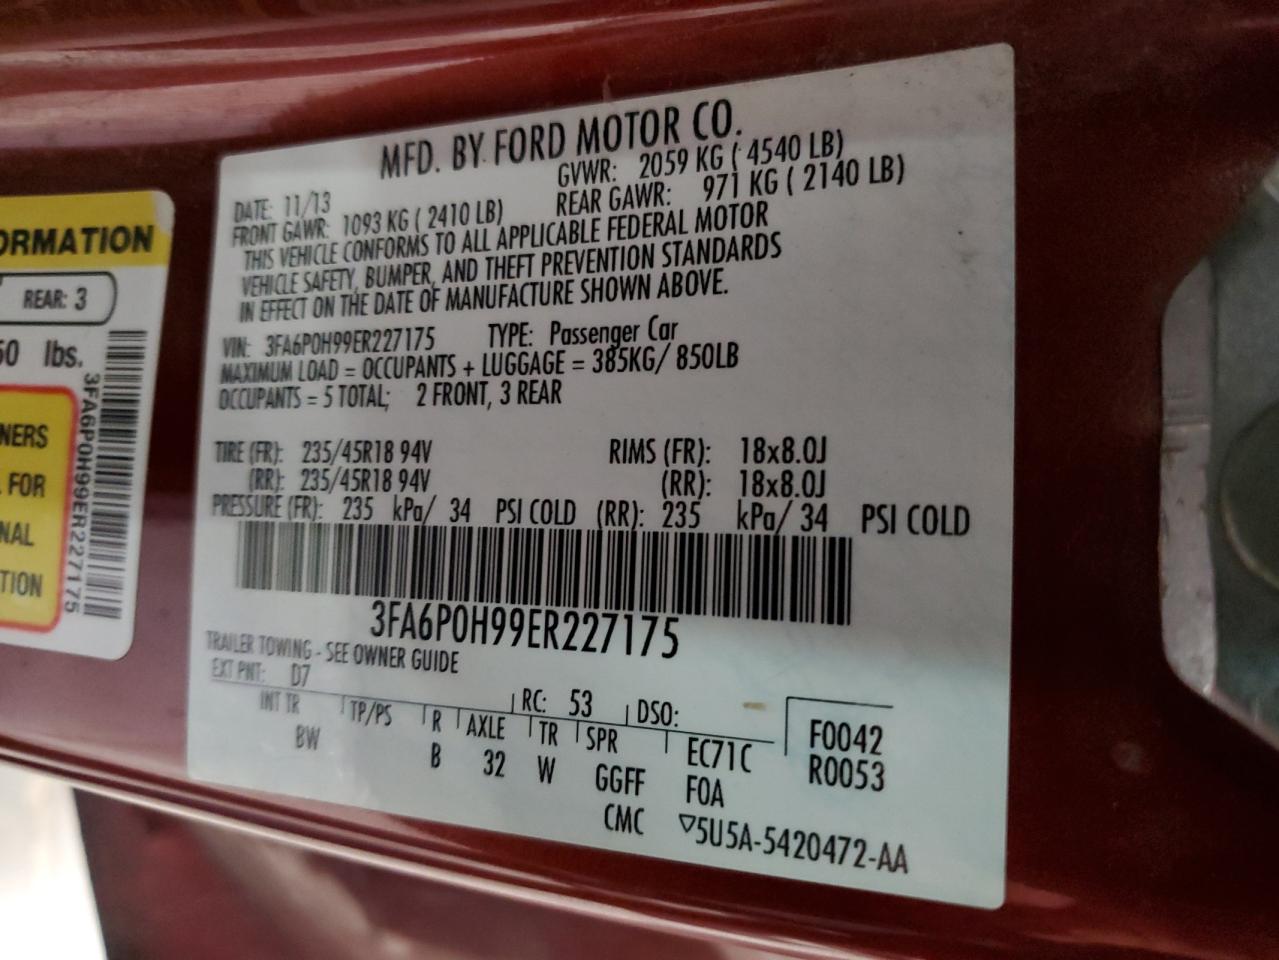 MFD. BY FORD MOTOR CO.
DATE: 11/13 GVWR: 2059 KG ( 4540 LB)
FRONT GAWR: 1093 KG ( 2410 LB) REAR GAWR: 971 KG ( 2140 LB)
THIS VEHICLE CONFORMS TO ALL APPLICABLE FEDERAL MOTOR
VEHICLE SAFETY, BUMPER, AND THEFT PREVENTION STANDARDS
IN EFFECT ON THE DATE OF MANUFACTURE SHOWN ABOVE.
VIN: 3FA6P0H99ER227175 TYPE: Passenger Car
MAXIMUM LOAD = OCCUPANTS + LUGGAGE = 385KG/ 850LB
OCCUPANTS = 5 TOTAL; 2 FRONT, 3 REAR
TIRE (FR): 235/45R18 94V RIMS (FR): 18x8.0J
(RR): 235/45R18 94V (RR): 18x8.0J
PRESSURE (FR): 235 kPa/ 34 PSI COLD (RR): 235 kPa/ 34 PSI COLD
3FA6P0H99ER227175
TRAILER TOWING - SEE OWNER GUIDE
EXT PNT: D7 RC: 53 DSO:
INT TR TP/PS R AXLE TR SPR EC71C F0042
BW B 32 W GGFF FOA R0053
CMC ▽5U5A-5420472-AA
ORMATION
REAR: 3
50 lbs.
3FA6P0H99ER227175
NERS
FOR
NAL
TION